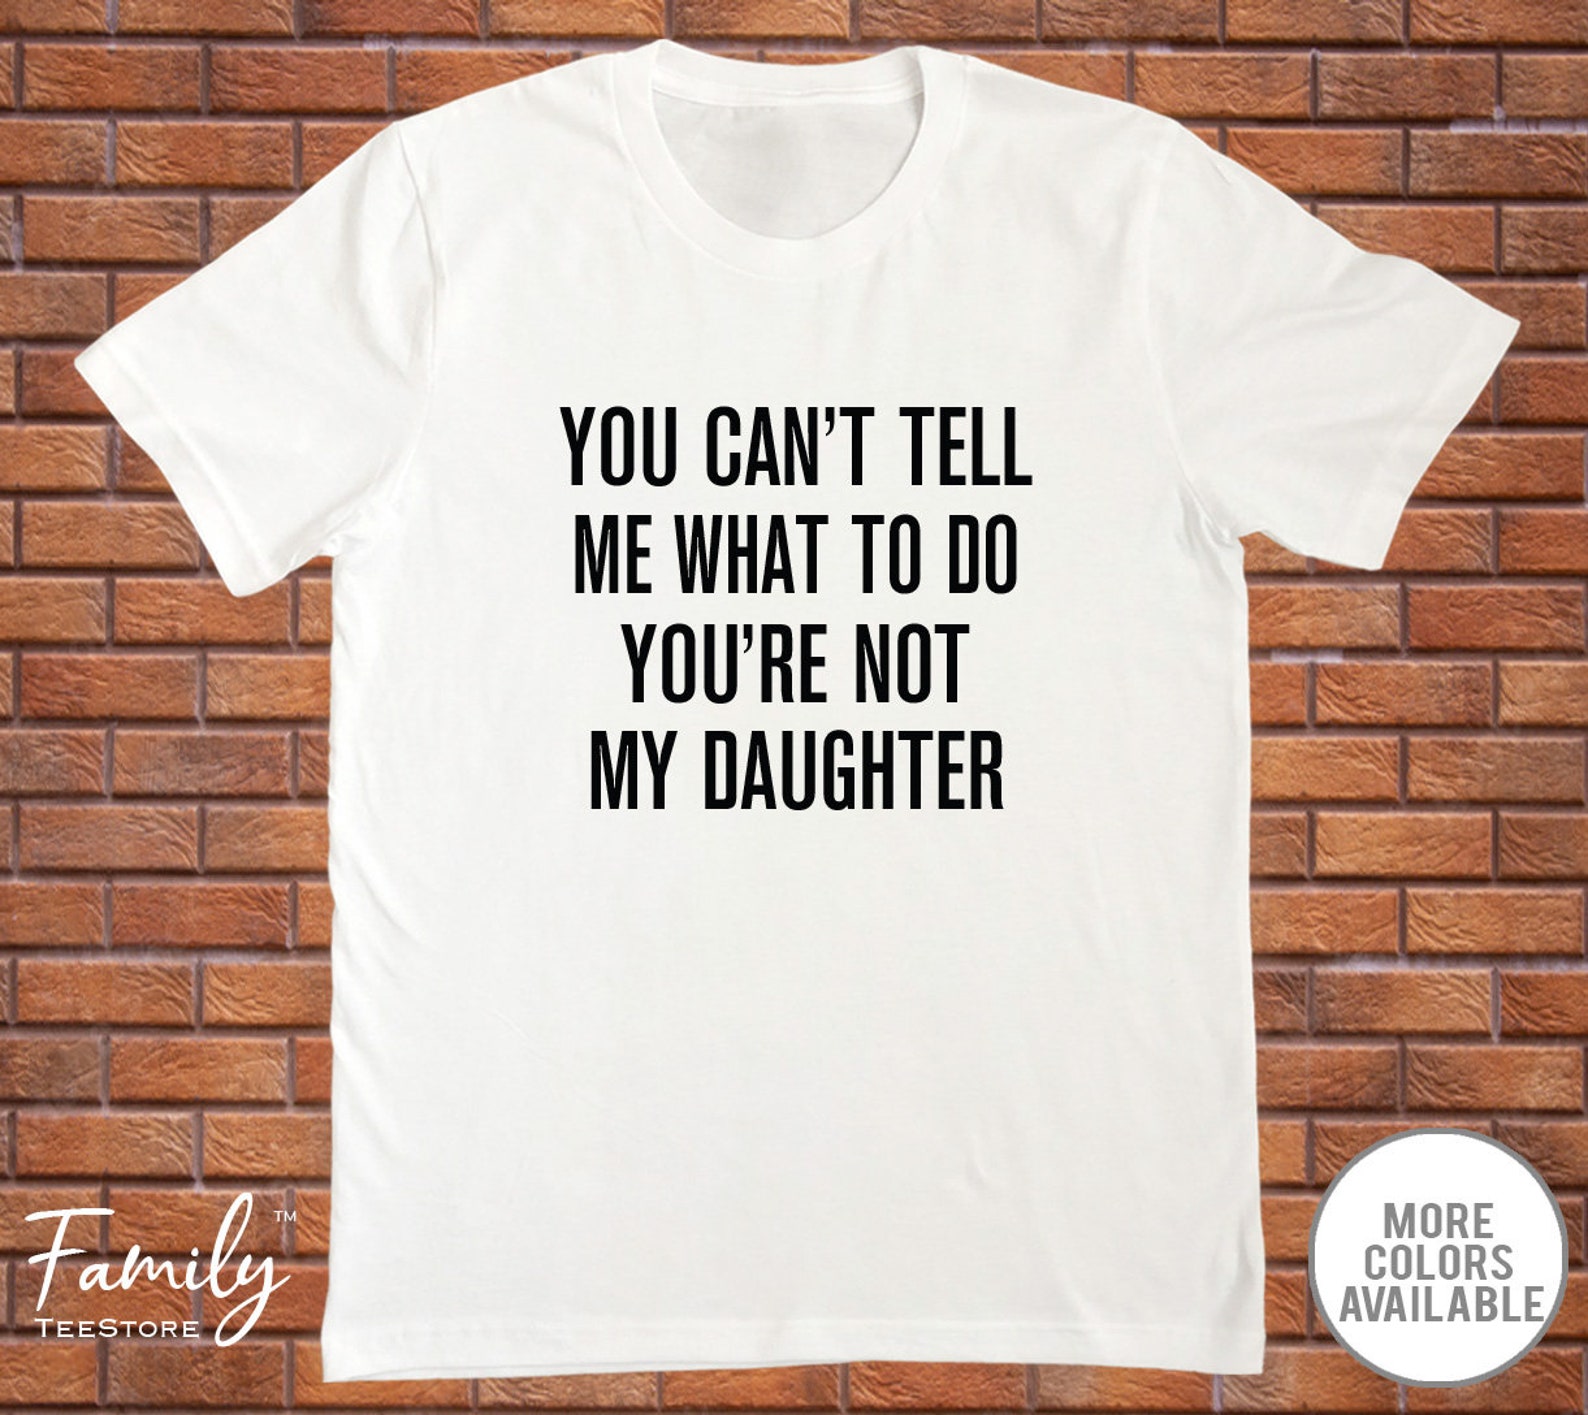 YOU CAN'T TELL
ME WHAT TO DO
YOU'RE NOT
MY DAUGHTER
Family™
TEESTORE
MORE
COLORS
AVAILABLE